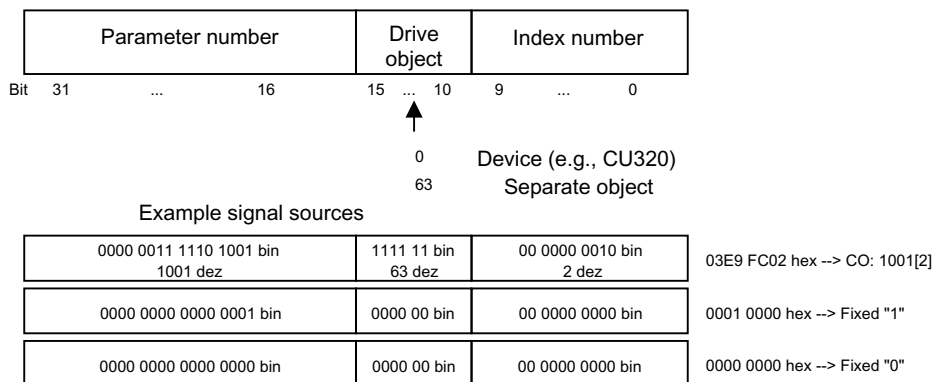 Parameter number Drive object Index number
Bit 31 ... 16 15 ... 10 9 ... 0
0 Device (e.g., CU320)
63 Separate object
Example signal sources
0000 0011 1110 1001 bin 1111 11 bin 00 0000 0010 bin
1001 dez 63 dez 2 dez
03E9 FC02 hex --> CO: 1001[2]
0000 0000 0000 0001 bin 0000 00 bin 00 0000 0000 bin 0001 0000 hex --> Fixed "1"
0000 0000 0000 0000 bin 0000 00 bin 00 0000 0000 bin 0000 0000 hex --> Fixed "0"